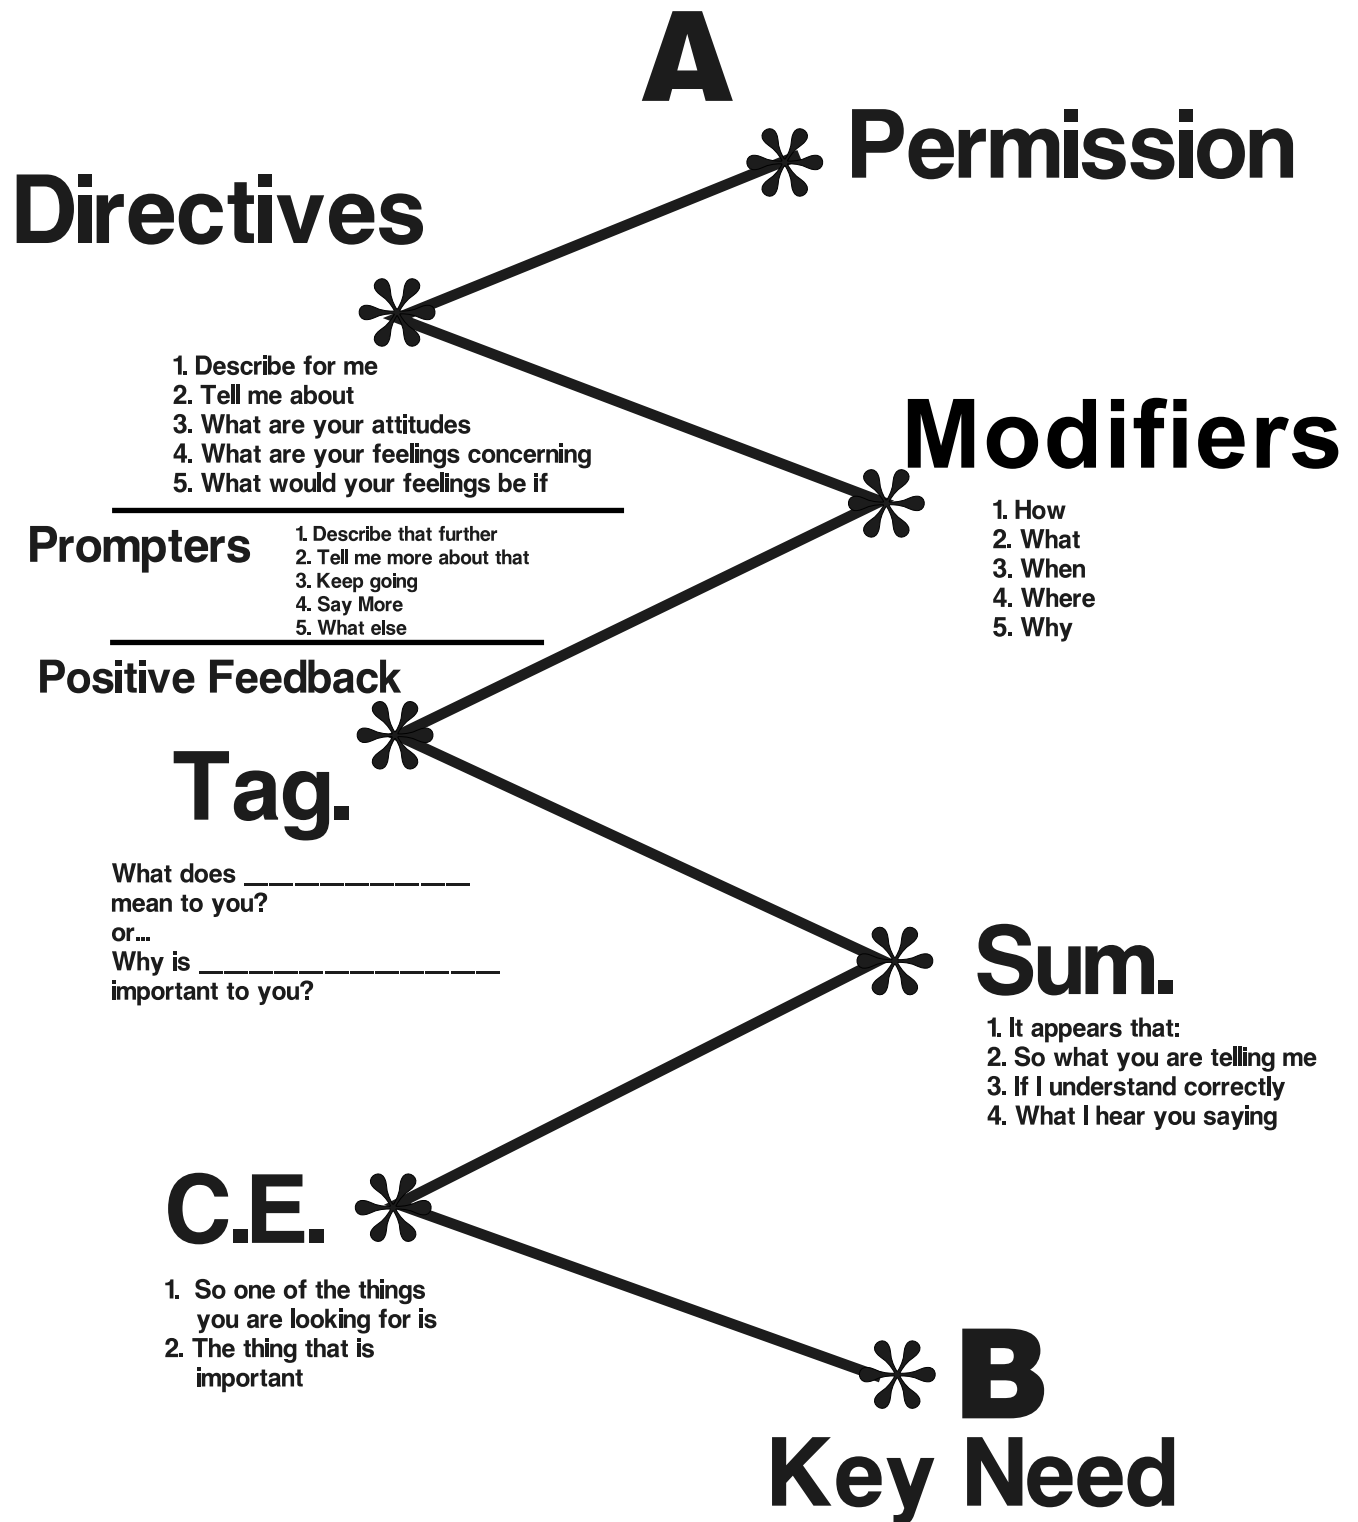 A
Permission
Directives
1. Describe for me
2. Tell me about
3. What are your attitudes
4. What are your feelings concerning
5. What would your feelings be if
Modifiers
1. How
2. What
3. When
4. Where
5. Why
Prompters
1. Describe that further
2. Tell me more about that
3. Keep going
4. Say More
5. What else
Positive Feedback
Tag.
What does _ _ _ _ _ _ _ _ _
mean to you?
or...
Why is _ _ _ _ _ _ _ _ _ _ _ _
important to you?
Sum.
1. It appears that:
2. So what you are telling me
3. If I understand correctly
4. What I hear you saying
C.E.
1. So one of the things
you are looking for is
2. The thing that is
important
B
Key Need